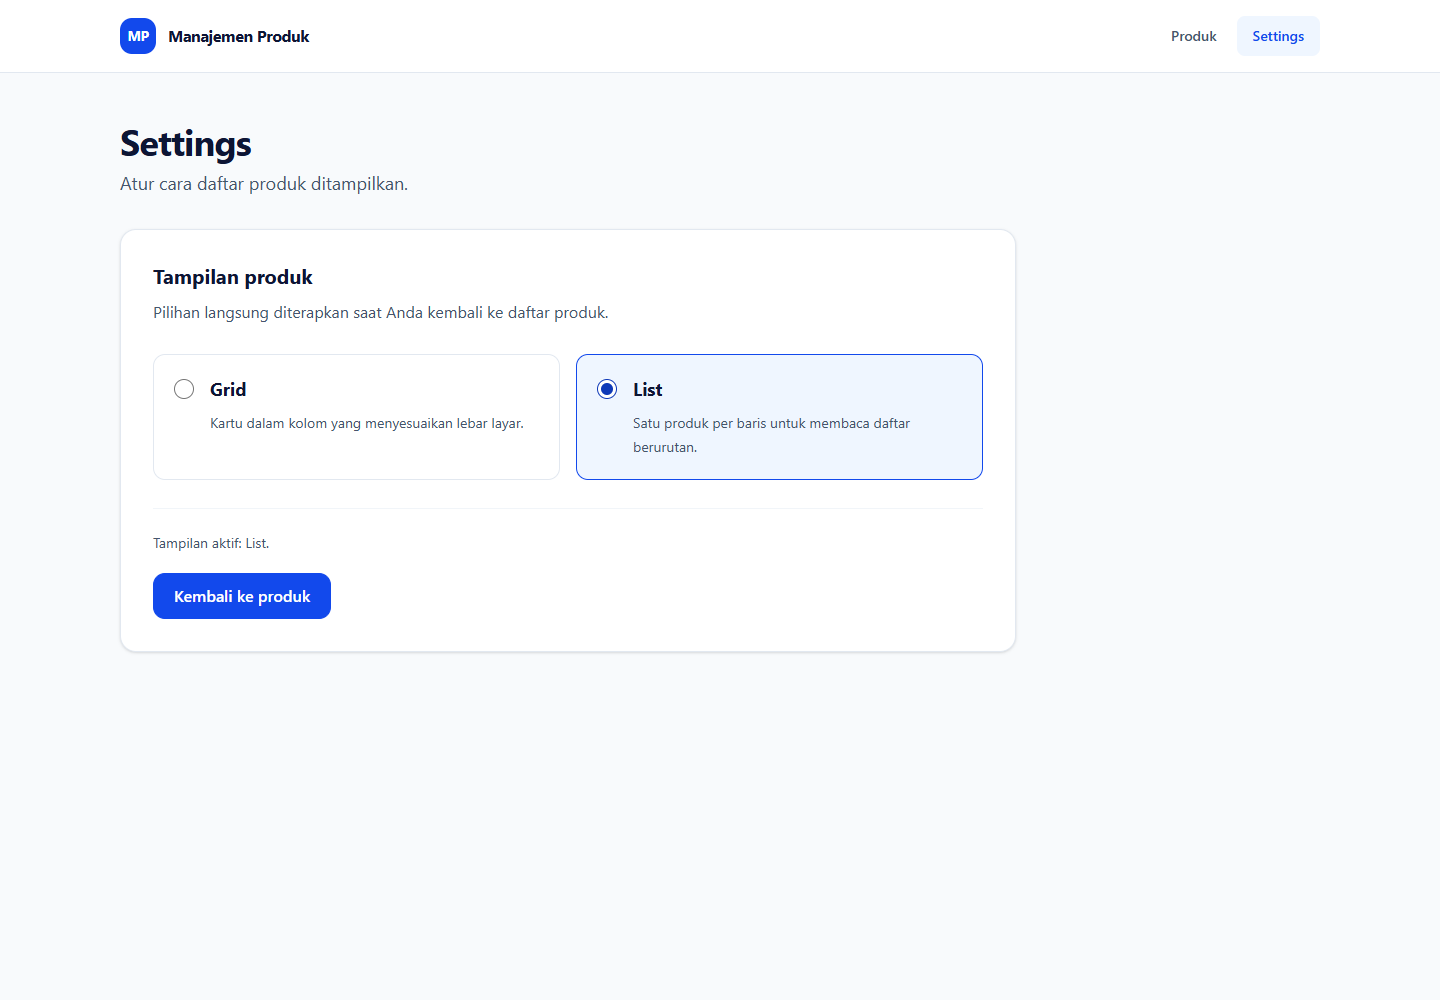 MP Manajemen Produk
Produk
Settings
Settings
Atur cara daftar produk ditampilkan.
Tampilan produk
Pilihan langsung diterapkan saat Anda kembali ke daftar produk.
Grid
Kartu dalam kolom yang menyesuaikan lebar layar.
List
Satu produk per baris untuk membaca daftar
berurutan.
Tampilan aktif: List.
Kembali ke produk